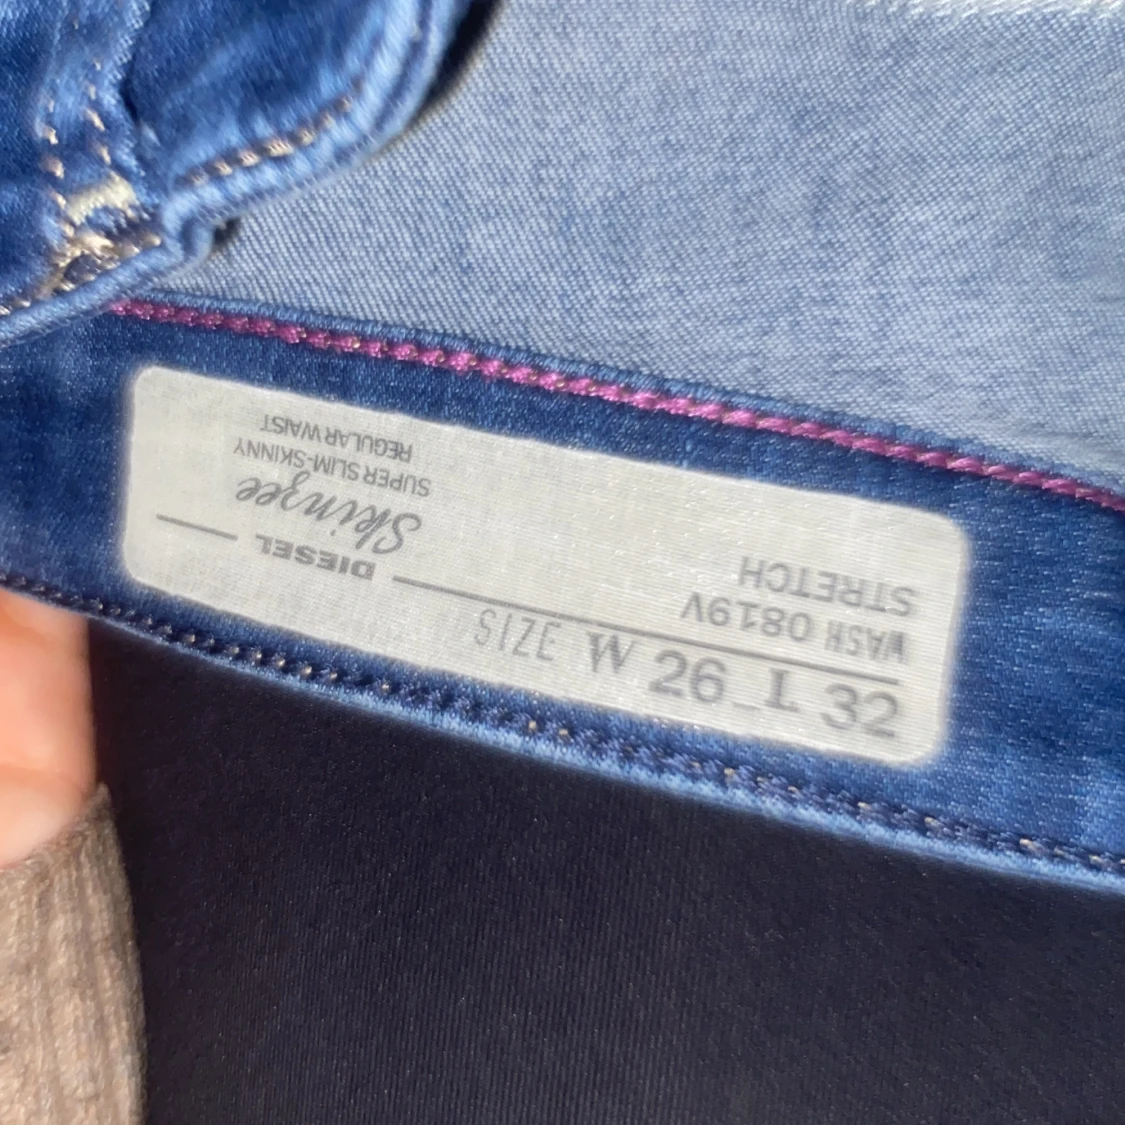 SIZE W 26 L 32
DIESEL
Skinzee
SUPER SLIM-SKINNY
REGULAR WAIST
WASH 0819V
STRETCH